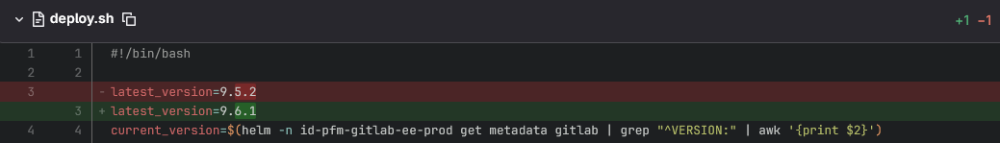 deploy.sh +1 −1
1 1 #!/bin/bash
2 2
3 - latest_version=9.5.2
3 + latest_version=9.6.1
4 4 current_version=$(helm -n id-pfm-gitlab-ee-prod get metadata gitlab | grep "^VERSION:" | awk '{print $2}')